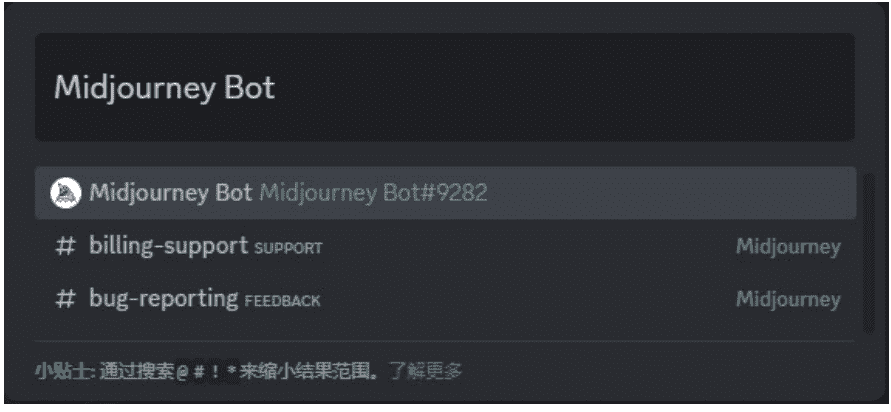 Midjourney Bot
Midjourney Bot Midjourney Bot#9282
# billing-support SUPPORT Midjourney
# bug-reporting FEEDBACK Midjourney
小贴士: 通过搜索 @ # ! * 来缩小结果范围。了解更多